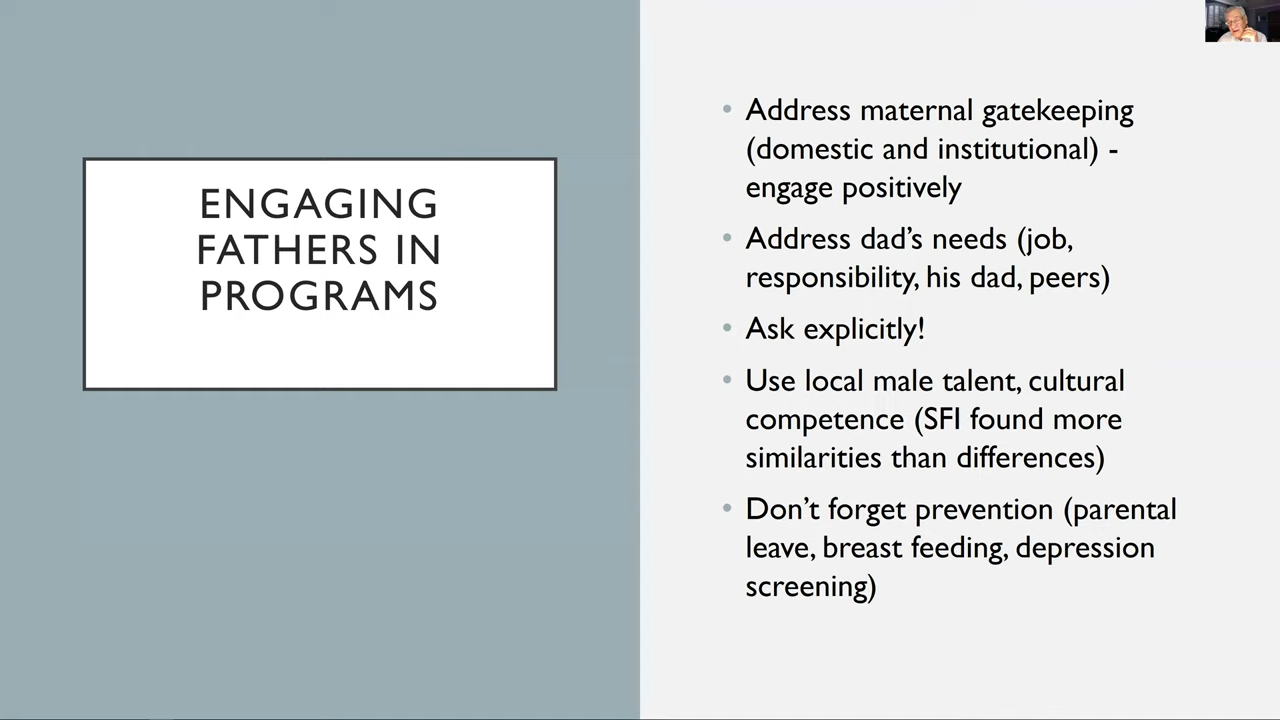 ENGAGING
FATHERS IN
PROGRAMS
• Address maternal gatekeeping
(domestic and institutional) -
engage positively
• Address dad's needs (job,
responsibility, his dad, peers)
• Ask explicitly!
• Use local male talent, cultural
competence (SFI found more
similarities than differences)
• Don't forget prevention (parental
leave, breast feeding, depression
screening)